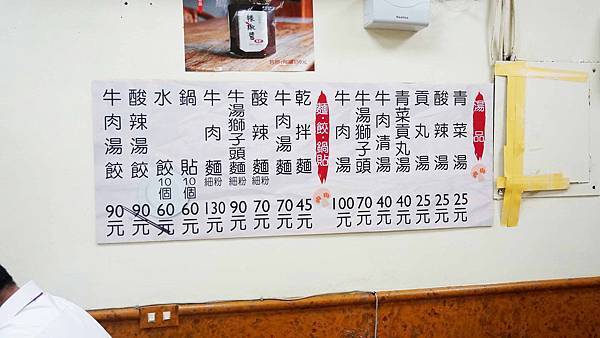 辣椒醬
湯品
青菜湯 25元
酸辣湯 25元
貢丸湯 25元
青菜貢丸湯 40元
牛肉清湯 40元
牛湯獅子頭 70元
牛肉湯 100元
麵・餃・鍋貼
乾拌麵 45元
牛肉湯麵 70元
酸辣麵 細粉 70元
牛湯獅子頭麵 細粉 90元
牛肉麵 細粉 130元
鍋貼 10個 60元
水餃 10個 60元
酸辣湯餃 90元
牛肉湯餃 90元